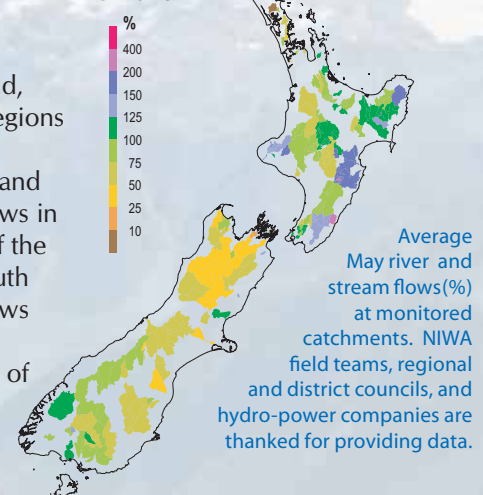 d,
egions
and
ws in
f the
uth
ws
of
%
400
200
150
125
100
75
50
25
10
Average
May river and
stream flows(%)
at monitored
catchments. NIWA
field teams, regional
and district councils, and
hydro-power companies are
thanked for providing data.